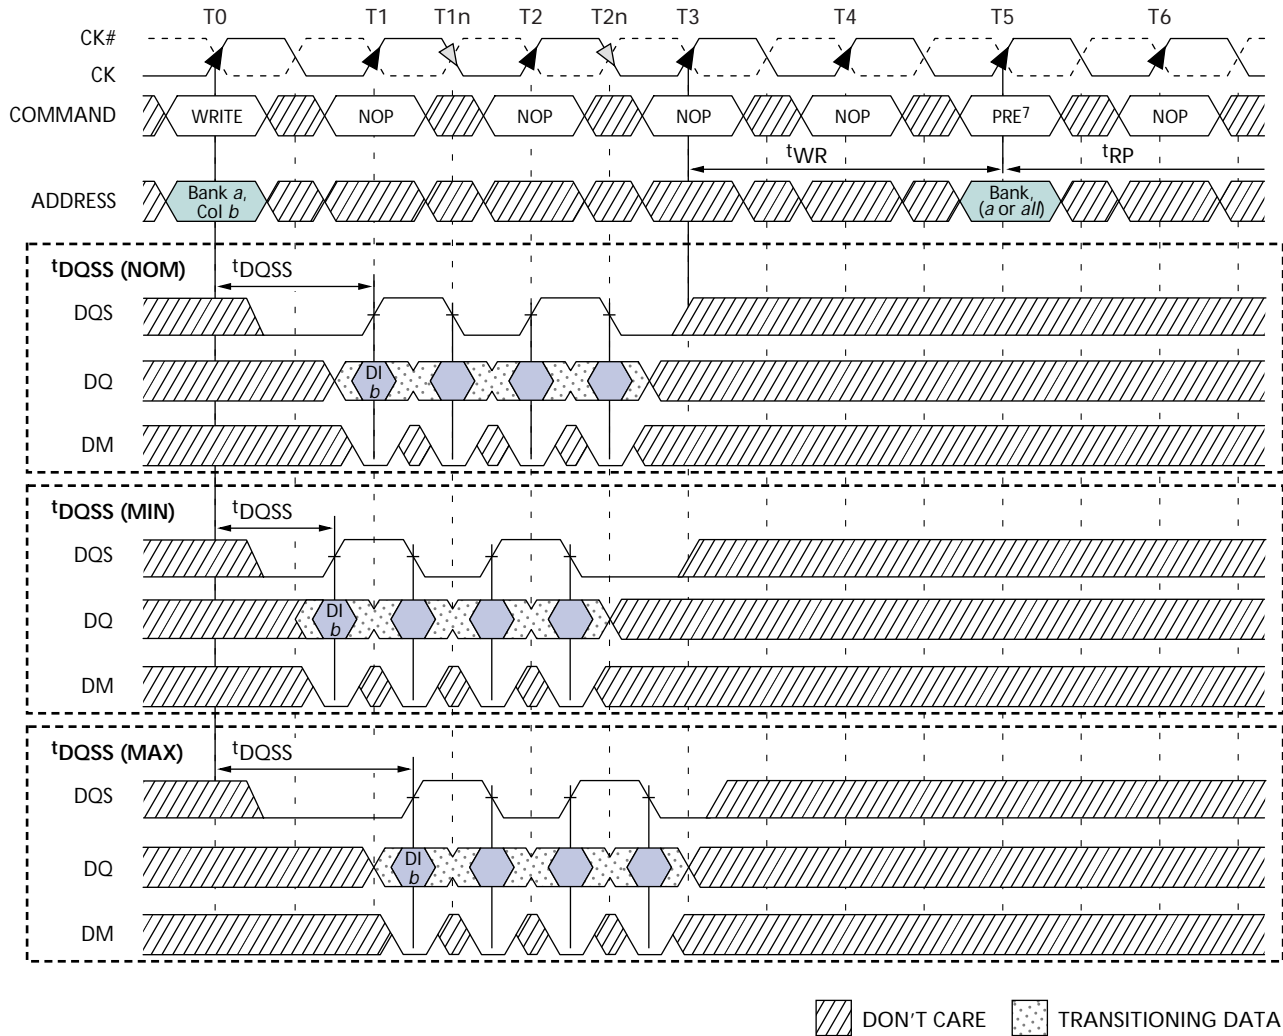 T0 T1 T1n T2 T2n T3 T4 T5 T6
CK#
CK
COMMAND WRITE NOP NOP NOP NOP PRE7 NOP
tWR tRP
ADDRESS Bank a, Col b Bank, (a or all)
tDQSS (NOM) tDQSS
DQS
DQ DI b
DM
tDQSS (MIN) tDQSS
DQS
DQ DI b
DM
tDQSS (MAX) tDQSS
DQS
DQ DI b
DM
DON'T CARE TRANSITIONING DATA